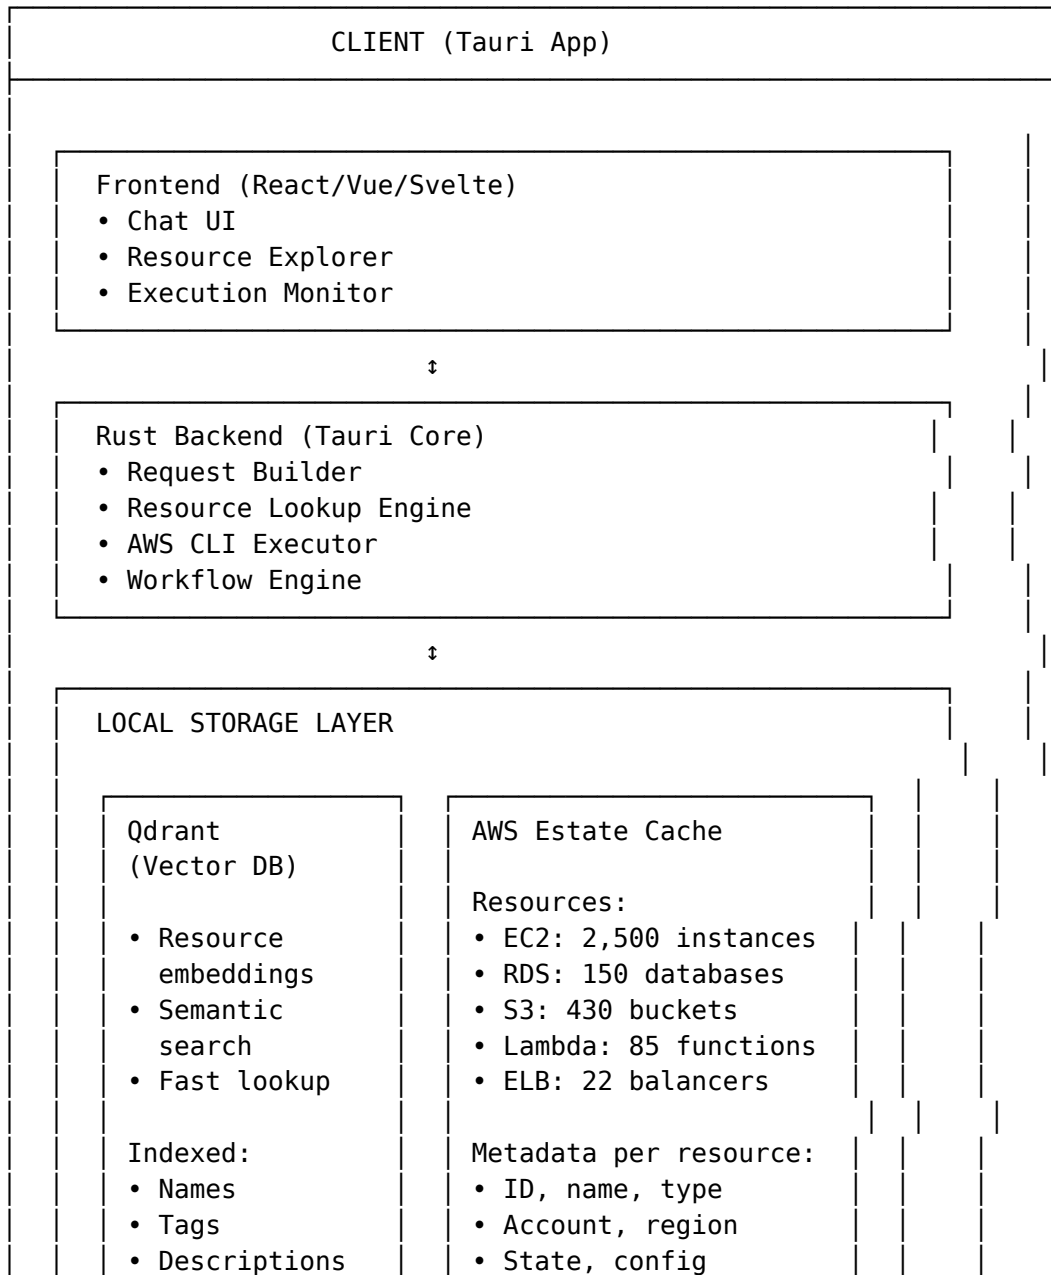 CLIENT (Tauri App)
Frontend (React/Vue/Svelte)
• Chat UI
• Resource Explorer
• Execution Monitor
↕
Rust Backend (Tauri Core)
• Request Builder
• Resource Lookup Engine
• AWS CLI Executor
• Workflow Engine
↕
LOCAL STORAGE LAYER
Qdrant
(Vector DB)
• Resource
embeddings
• Semantic
search
• Fast lookup
Indexed:
• Names
• Tags
• Descriptions
AWS Estate Cache
Resources:
• EC2: 2,500 instances
• RDS: 150 databases
• S3: 430 buckets
• Lambda: 85 functions
• ELB: 22 balancers
Metadata per resource:
• ID, name, type
• Account, region
• State, config